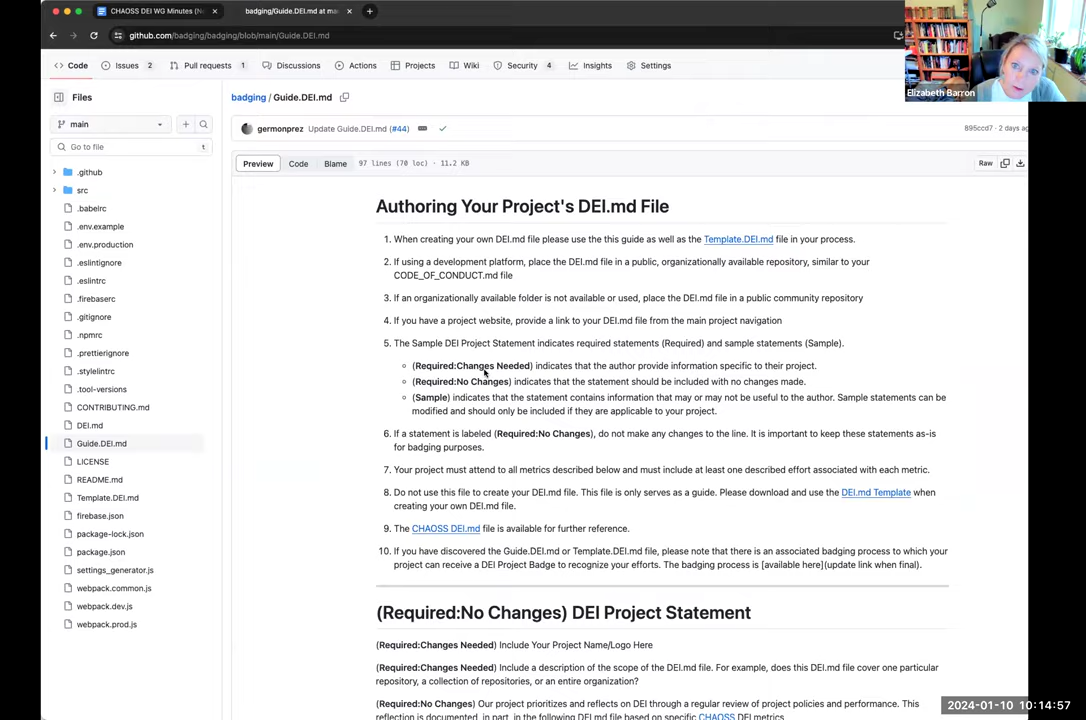 CHAOSS DEI WG Minutes (N
badging/Guide.DEI.md at ma
github.com/badging/badging/blob/main/Guide.DEI.md
Code
Issues 2
Pull requests 1
Discussions
Actions
Projects
Wiki
Security 4
Insights
Settings
Elizabeth Barron
Files
main
Go to file
t
.github
src
.babelrc
.env.example
.env.production
.eslintignore
.eslintrc
.firebaserc
.gitignore
.npmrc
.prettierignore
.stylelintrc
.tool-versions
CONTRIBUTING.md
DEI.md
Guide.DEI.md
LICENSE
README.md
Template.DEI.md
firebase.json
package-lock.json
package.json
settings_generator.js
webpack.common.js
webpack.dev.js
webpack.prod.js
badging / Guide.DEI.md
germonprez Update Guide.DEI.md (#44)
895ccd7 · 2 days ag
Preview
Code
Blame
97 lines (70 loc) · 11.2 KB
Raw
Authoring Your Project's DEI.md File
1. When creating your own DEI.md file please use the this guide as well as the Template.DEI.md file in your process.
2. If using a development platform, place the DEI.md file in a public, organizationally available repository, similar to your
CODE_OF_CONDUCT.md file
3. If an organizationally available folder is not available or used, place the DEI.md file in a public community repository
4. If you have a project website, provide a link to your DEI.md file from the main project navigation
5. The Sample DEI Project Statement indicates required statements (Required) and sample statements (Sample).
(Required:Changes Needed) indicates that the author provide information specific to their project.
(Required:No Changes) indicates that the statement should be included with no changes made.
(Sample) indicates that the statement contains information that may or may not be useful to the author. Sample statements can be
modified and should only be included if they are applicable to your project.
6. If a statement is labeled (Required:No Changes), do not make any changes to the line. It is important to keep these statements as-is
for badging purposes.
7. Your project must attend to all metrics described below and must include at least one described effort associated with each metric.
8. Do not use this file to create your DEI.md file. This file is only serves as a guide. Please download and use the DEI.md Template when
creating your own DEI.md file.
9. The CHAOSS DEI.md file is available for further reference.
10. If you have discovered the Guide.DEI.md or Template.DEI.md file, please note that there is an associated badging process to which your
project can receive a DEI Project Badge to recognize your efforts. The badging process is [available here](update link when final).
(Required:No Changes) DEI Project Statement
(Required:Changes Needed) Include Your Project Name/Logo Here
(Required:Changes Needed) Include a description of the scope of the DEI.md file. For example, does this DEI.md file cover one particular
repository, a collection of repositories, or an entire organization?
(Required:No Changes) Our project prioritizes and reflects on DEI through a regular review of project policies and performance. This
reflection is documented, in part, in the following DEI.md file based on specific CHAOSS DEI metrics
2024-01-10 10:14:57